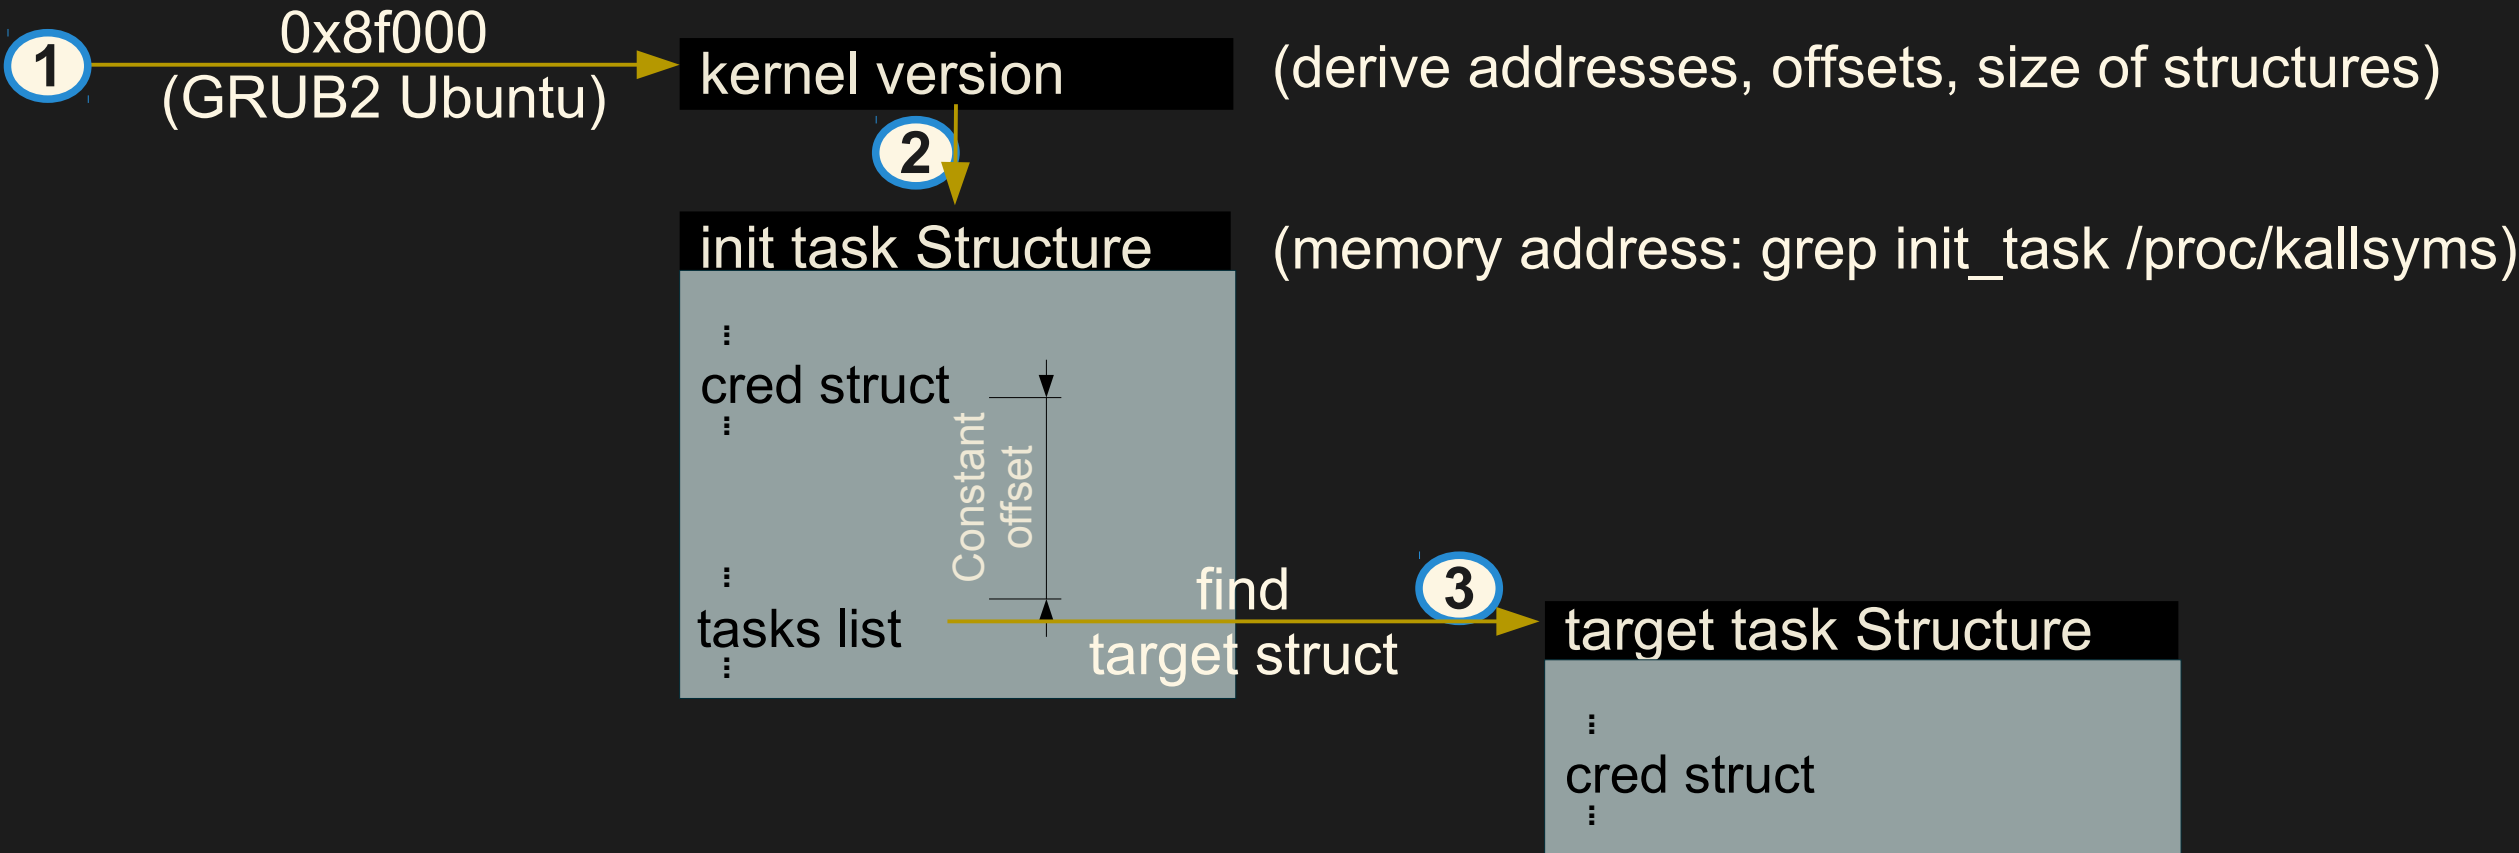 1
0x8f000
(GRUB2 Ubuntu)
kernel version
(derive addresses, offsets, size of structures)
2
init task Structure
(memory address: grep init_task /proc/kallsyms)
cred struct
Constant
offset
tasks list
find
target struct
3
target task Structure
cred struct